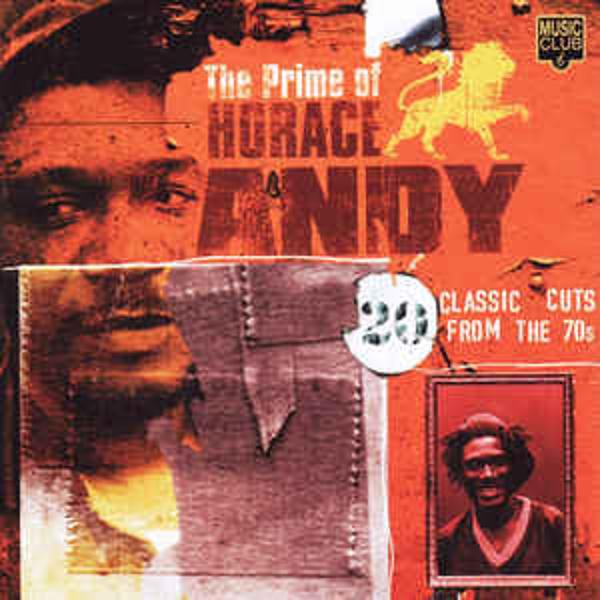 MUSIC
CLUB
The Prime of
HORACE
ANDY
20
CLASSIC CUTS
FROM THE 70s